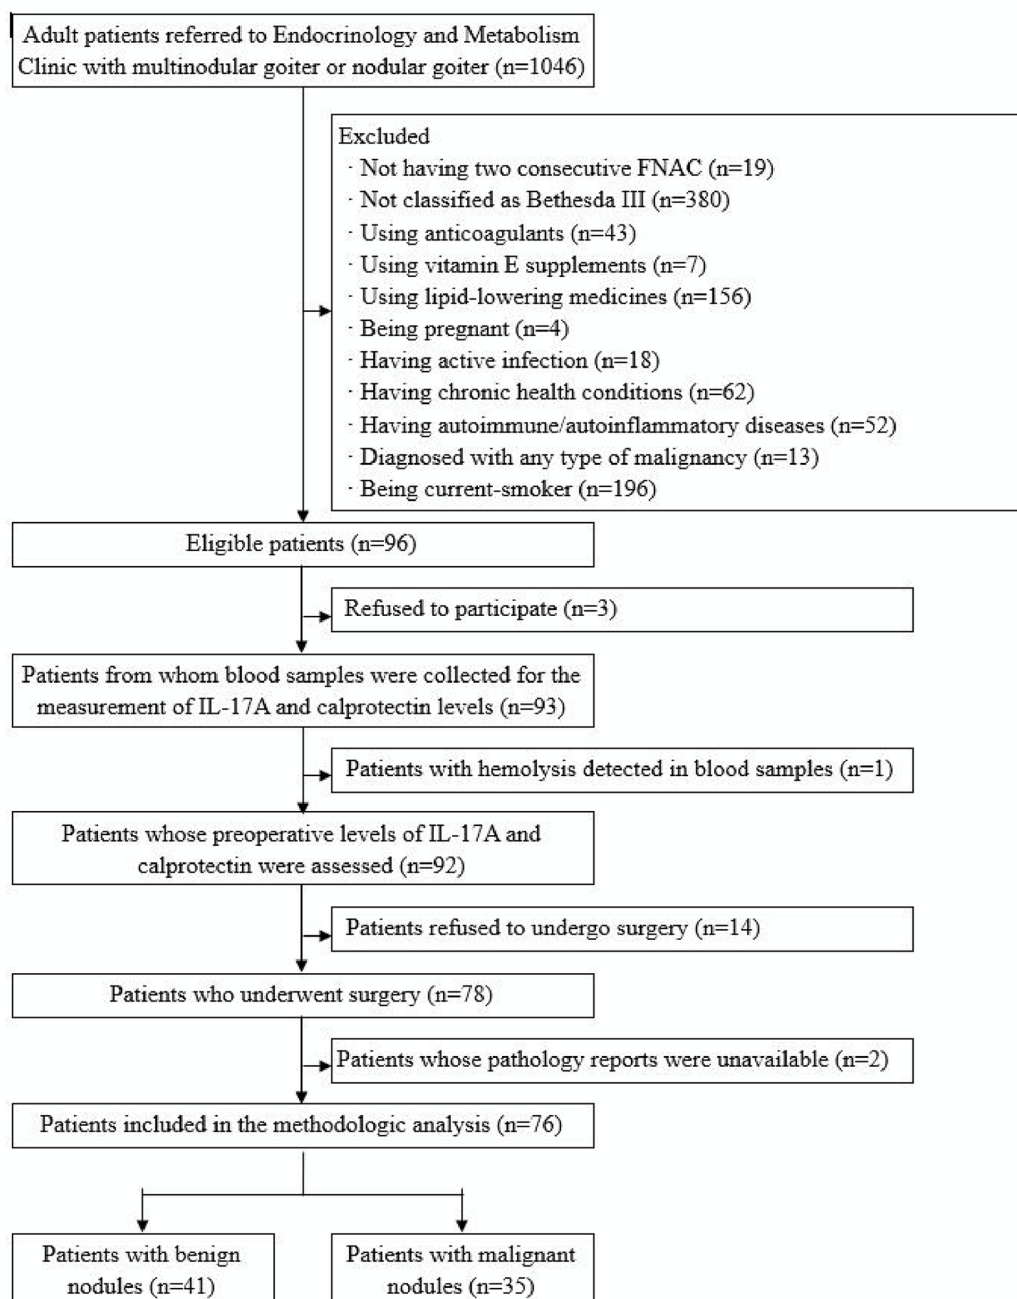 Adult patients referred to Endocrinology and Metabolism
Clinic with multinodular goiter or nodular goiter (n=1046)
Excluded
· Not having two consecutive FNAC (n=19)
· Not classified as Bethesda III (n=380)
· Using anticoagulants (n=43)
· Using vitamin E supplements (n=7)
· Using lipid-lowering medicines (n=156)
· Being pregnant (n=4)
· Having active infection (n=18)
· Having chronic health conditions (n=62)
· Having autoimmune/autoinflammatory diseases (n=52)
· Diagnosed with any type of malignancy (n=13)
· Being current-smoker (n=196)
Eligible patients (n=96)
Refused to participate (n=3)
Patients from whom blood samples were collected for the
measurement of IL-17A and calprotectin levels (n=93)
Patients with hemolysis detected in blood samples (n=1)
Patients whose preoperative levels of IL-17A and
calprotectin were assessed (n=92)
Patients refused to undergo surgery (n=14)
Patients who underwent surgery (n=78)
Patients whose pathology reports were unavailable (n=2)
Patients included in the methodologic analysis (n=76)
Patients with benign
nodules (n=41)
Patients with malignant
nodules (n=35)